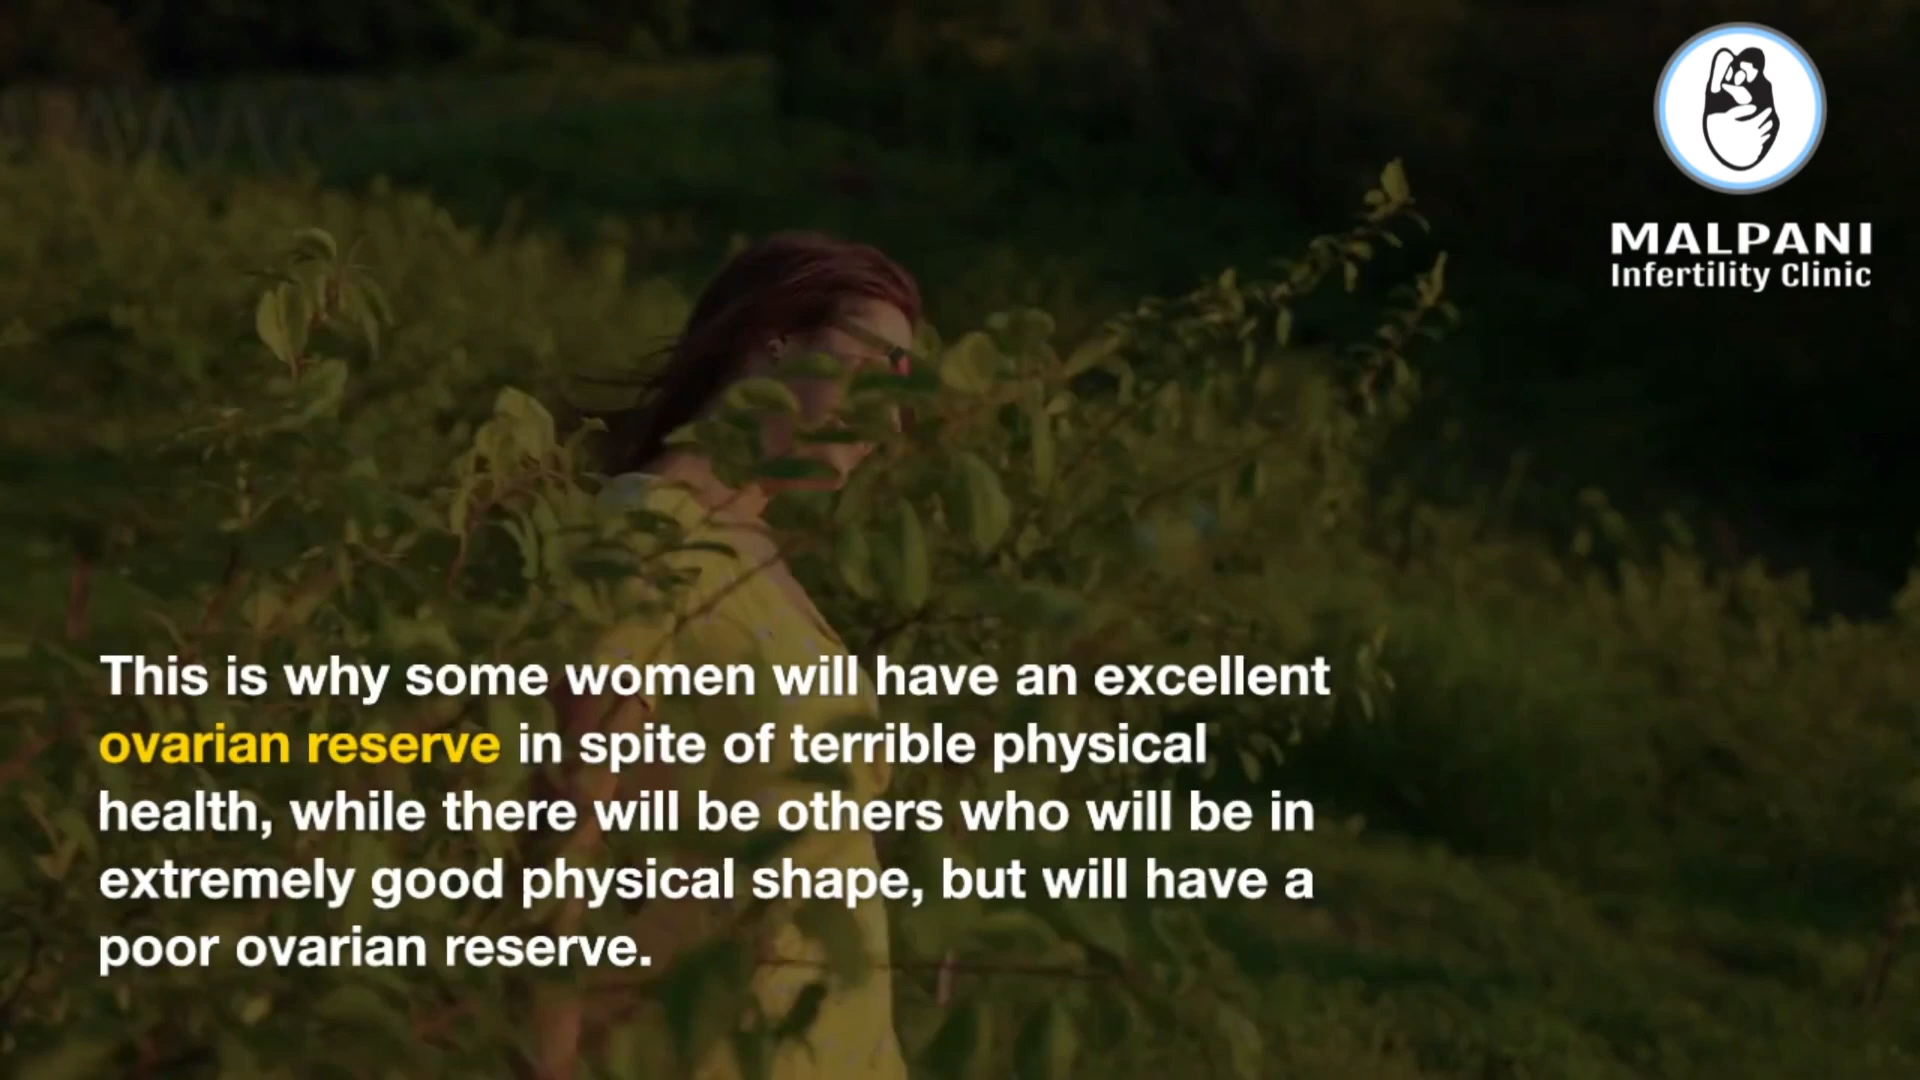 MALPANI
Infertility Clinic
This is why some women will have an excellent
ovarian reserve in spite of terrible physical
health, while there will be others who will be in
extremely good physical shape, but will have a
poor ovarian reserve.